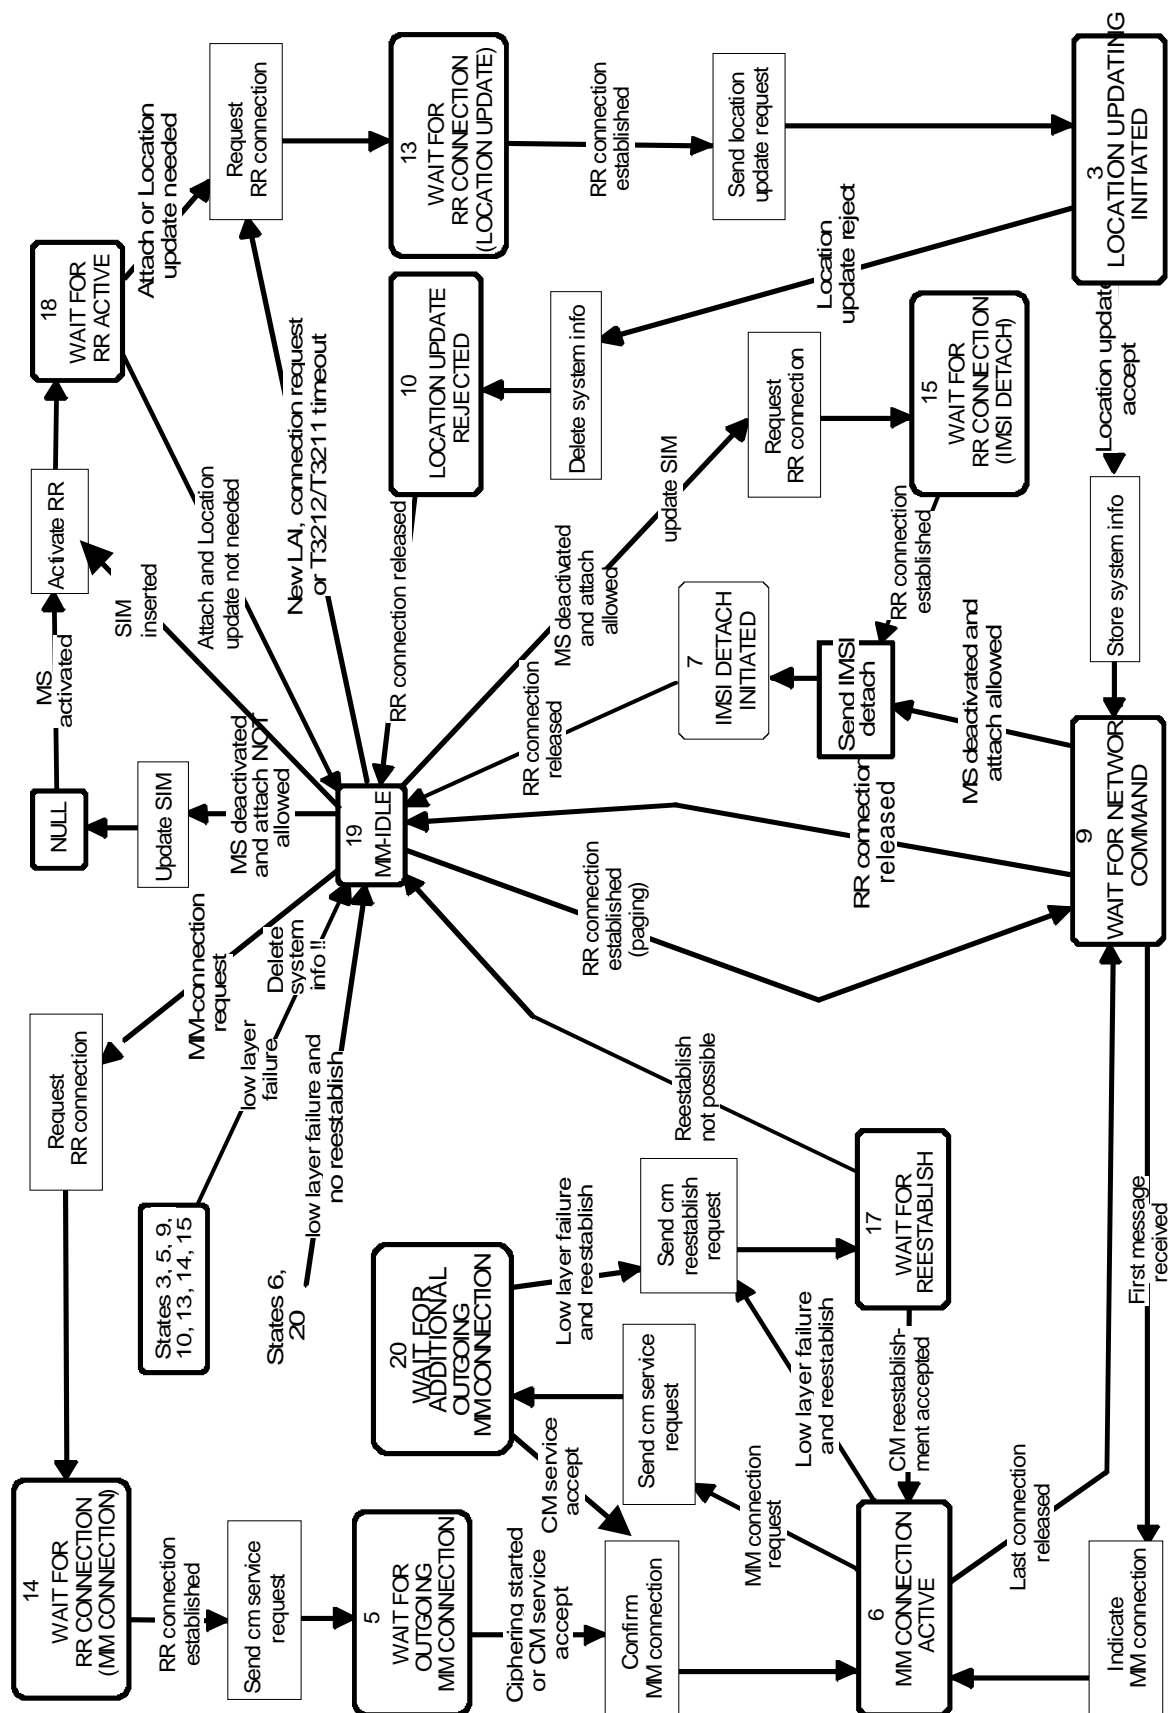 14
WAIT FOR
RR CONNECTION
(MM CONNECTION)
RR connection
established
Send cm service
request
5
WAIT FOR
OUTGOING
MM CONNECTION
Ciphering started
or CM service
accept
Confirm
MM connection
6
MM CONNECTION
ACTIVE
Indicate
MM connection
Request
RR connection
MM-connection
request
States 3, 5, 9,
10, 13, 14, 15
low layer
failure
Delete
system
info !!
States 6,
20
low layer failure and
no reestablish
20
WAIT FOR
ADDITIONAL
OUTGOING
MM CONNECTION
CM service
accept
Send cm service
request
MM connection
request
Low layer failure
and reestablish
Send cm
reestablish
request
Low layer failure
and reestablish
17
WAIT FOR
REESTABLISH
CM reestablish-
ment accepted
Reestablish
not possible
Last connection
released
First message
received
NULL
Update SIM
MS deactivated
and attach NOT
allowed
19
MM-IDLE
RR connection
established
(paging)
RR connection
released
9
WAIT FOR NETWORK
COMMAND
MS
activated
Activate RR
SIM
inserted
18
WAIT FOR
RR ACTIVE
Attach and Location
update not needed
Attach or Location
update needed
New LAI, connection request
or T3212/T3211 timeout
Request
RR connection
13
WAIT FOR
RR CONNECTION
(LOCATION UPDATE)
RR connection
established
Send location
update request
3
LOCATION UPDATING
INITIATED
Location update
reject
Delete system info
10
LOCATION UPDATE
REJECTED
RR connection released
MS deactivated
and attach
allowed
update SIM
Request
RR connection
15
WAIT FOR
RR CONNECTION
(IMSI DETACH)
RR connection
established
Send IMSI
detach
7
IMSI DETACH
INITIATED
RR connection
released
MS deactivated and
attach allowed
Location update
accept
Store system info